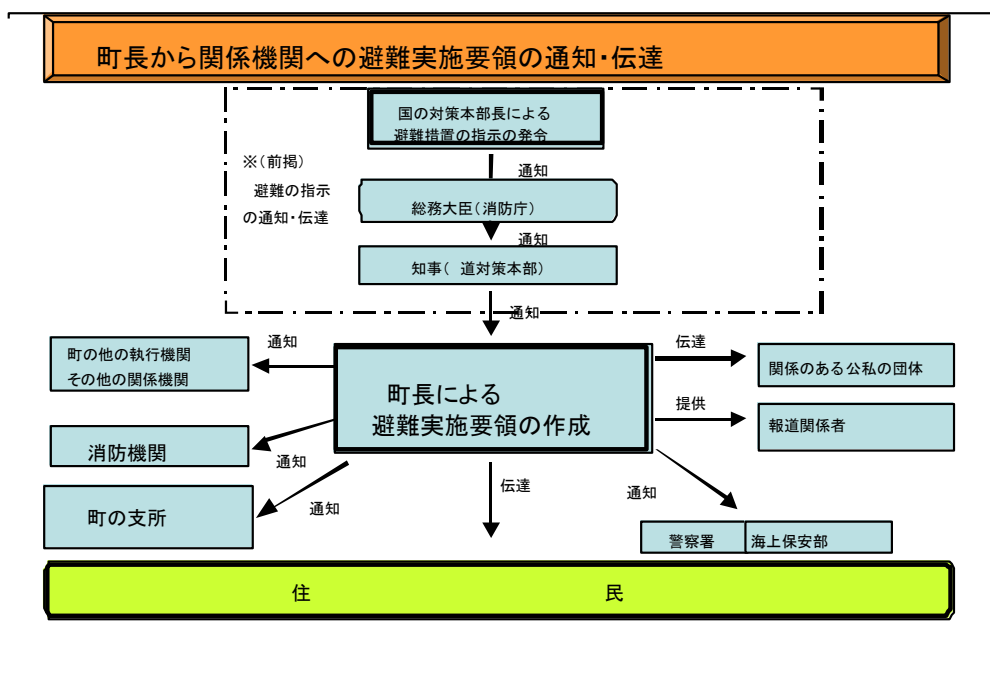 町長から関係機関への避難実施要領の通知・伝達
国の対策本部長による
避難措置の指示の発令
※(前掲)
避難の指示
の通知・伝達
通知
総務大臣(消防庁)
通知
知事( 道対策本部)
通知
町の他の執行機関
その他の関係機関
通知
町長による
避難実施要領の作成
伝達
関係のある公私の団体
提供
報道関係者
消防機関
通知
町の支所
通知
伝達
通知
警察署
海上保安部
住 民